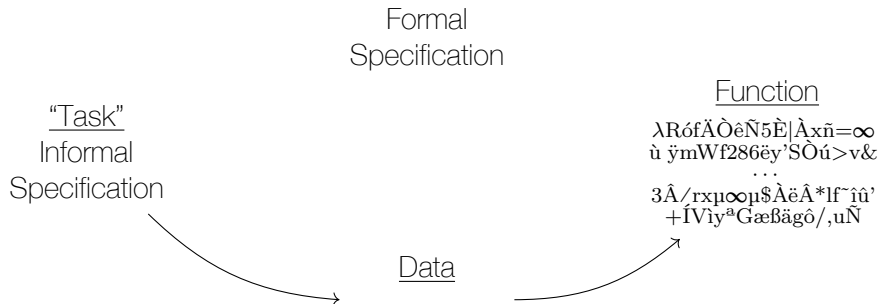 Formal
Specification
Function
“Task”
Informal
Specification
λRófÄÒêÑ5È|Àxñ=∞
ù ÿmWf286ëy’SÒú>v&
...
3Â/rxµ∞µ$ÀëÂ*lf˜îû’
+ÍVìyªGæßägô/,uÑ
Data